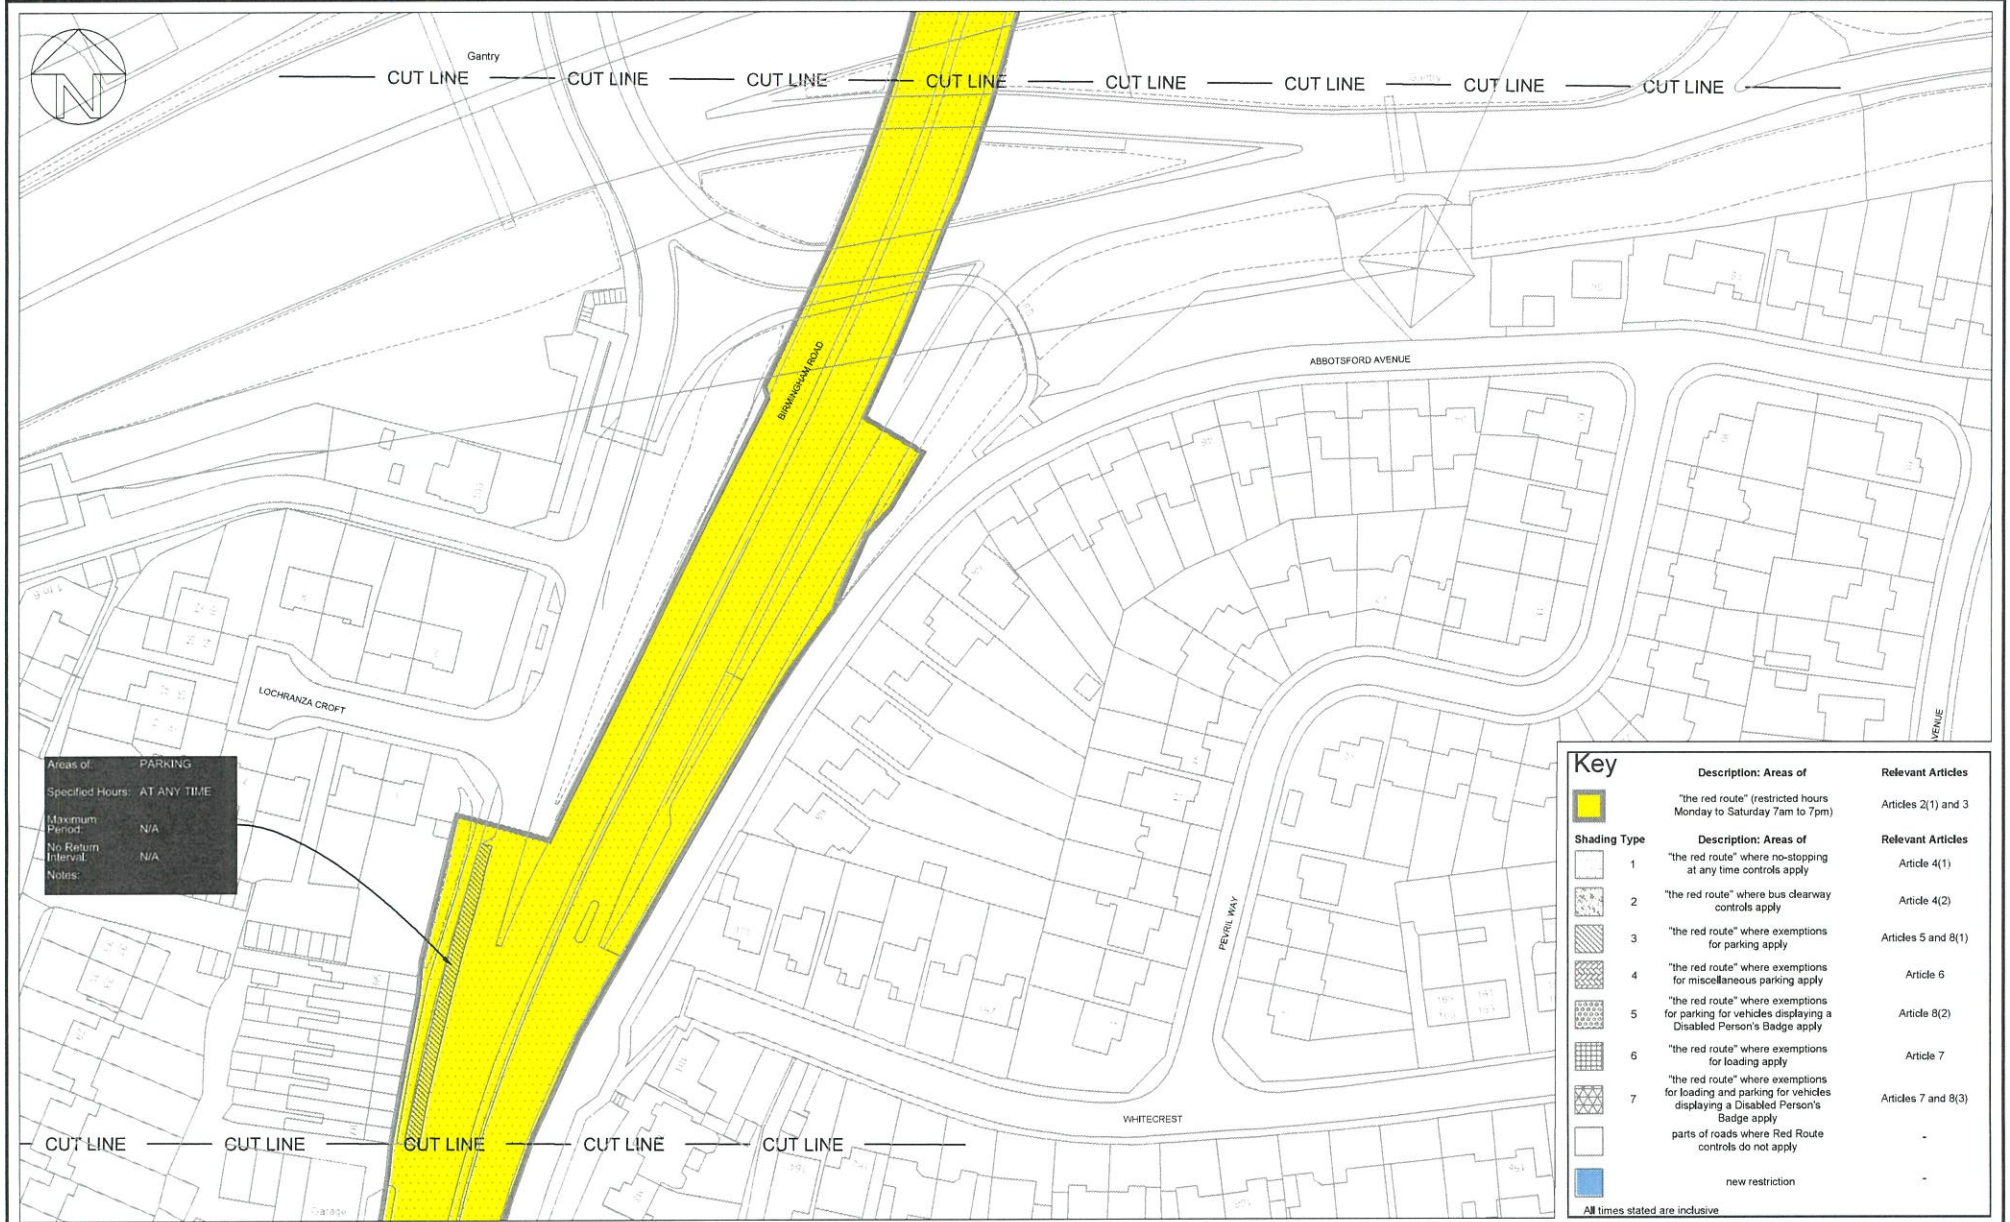 N
Gantry
CUT LINE CUT LINE CUT LINE CUT LINE CUT LINE CUT LINE CUT LINE CUT LINE
Gantry
BIRMINGHAM ROAD
ABBOTSFORD AVENUE
LOCHRANZA CROFT
AVENUE
Areas of: PARKING
Specified Hours: AT ANY TIME
Maximum
Period: N/A
No Return
Interval: N/A
Notes:
PEVRIL WAY
WHITECREST
CUT LINE CUT LINE CUT LINE CUT LINE CUT LINE
Garage
Key
Description: Areas of Relevant Articles
"the red route" (restricted hours
Monday to Saturday 7am to 7pm) Articles 2(1) and 3
Shading Type Description: Areas of Relevant Articles
1 "the red route" where no-stopping
at any time controls apply Article 4(1)
2 "the red route" where bus clearway
controls apply Article 4(2)
3 "the red route" where exemptions
for parking apply Articles 5 and 8(1)
4 "the red route" where exemptions
for miscellaneous parking apply Article 6
5 "the red route" where exemptions
for parking for vehicles displaying a
Disabled Person's Badge apply Article 8(2)
6 "the red route" where exemptions
for loading apply Article 7
7 "the red route" where exemptions
for loading and parking for vehicles
displaying a Disabled Person's
Badge apply Articles 7 and 8(3)
parts of roads where Red Route
controls do not apply -
new restriction -
All times stated are inclusive